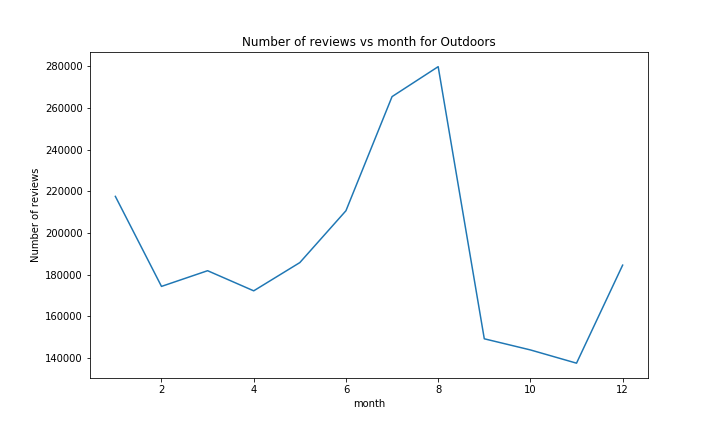 Number of reviews vs month for Outdoors
280000
260000
240000
220000
200000
180000
160000
140000
Number of reviews
2 4 6 8 10 12
month